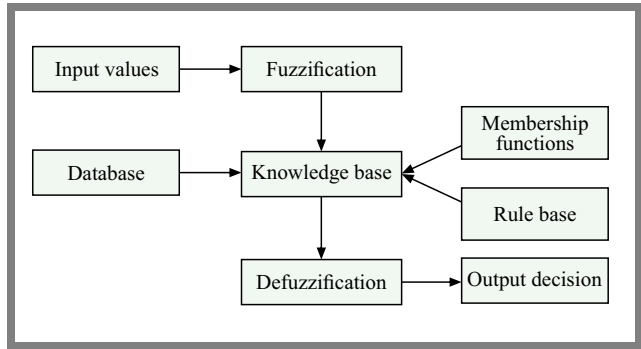 Input values
Fuzzification
Membership
functions
Database
Knowledge base
Rule base
Defuzzification
Output decision